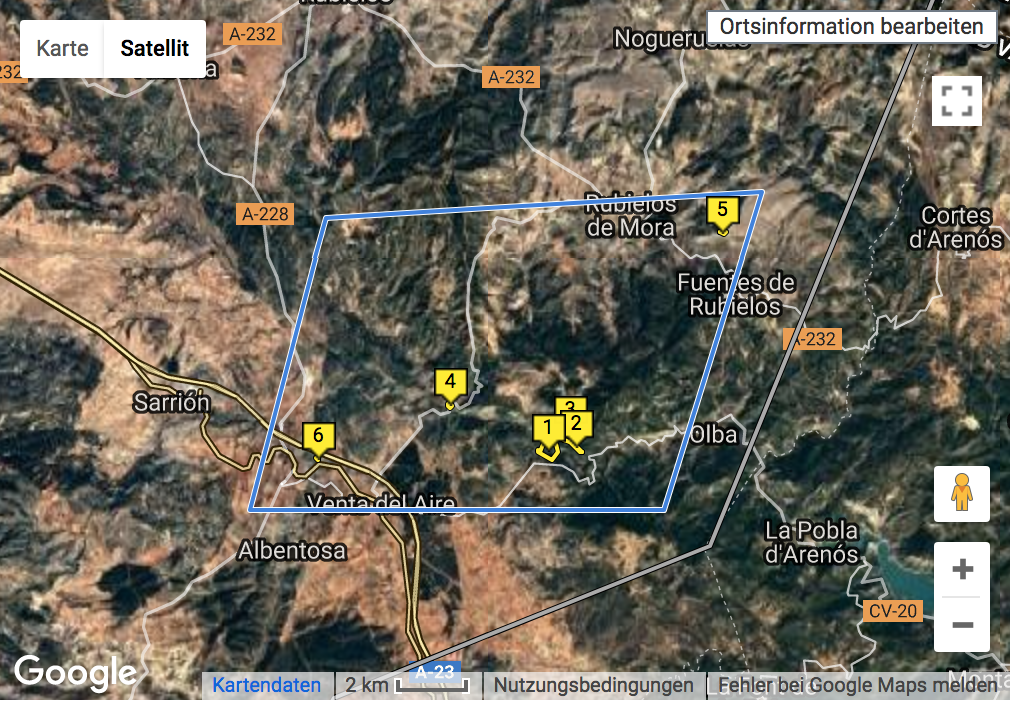 Rubielos
A-232
Ortsinformation bearbeiten
Karte
Satellit
232
a
A-232
A-228
Rubielos
de Mora
5
Cortes
d'Arenós
Fuentes de
Rubielos
A-232
4
Sarrión
3
1
2
6
Olba
Venta del Aire
Albentosa
La Pobla
d'Arenós
+
CV-20
−
Google
A-23
Kartendaten
2 km
Nutzungsbedingungen
Fehler bei Google Maps melden